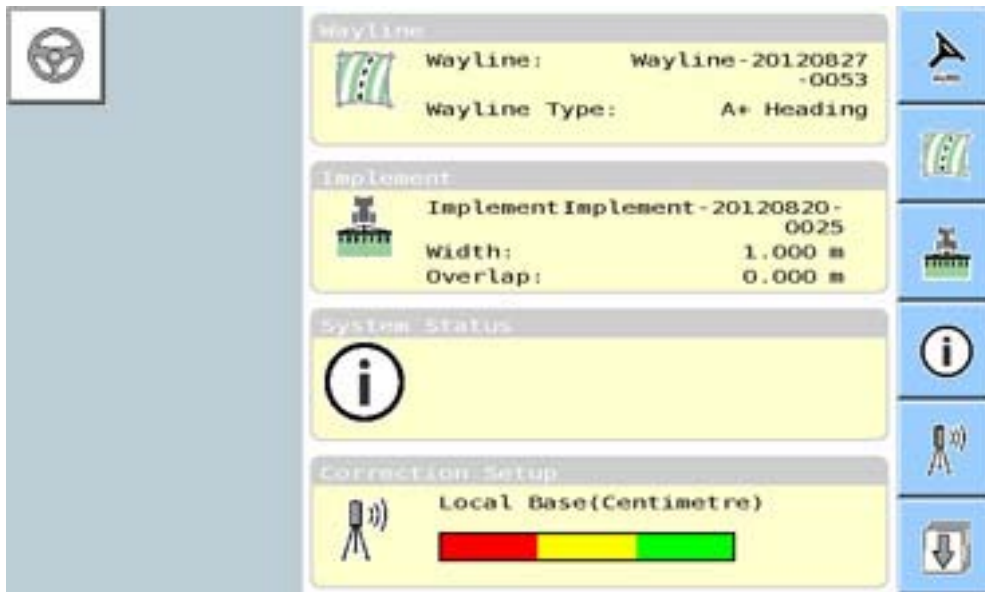 Wayline
Wayline: Wayline-20120827
-0053
Wayline Type: A+ Heading
Implement
Implement Implement-20120820-
0025
Width: 1.000 m
Overlap: 0.000 m
System Status
i
Correction Setup
Local Base(Centimetre)
AUTO
i